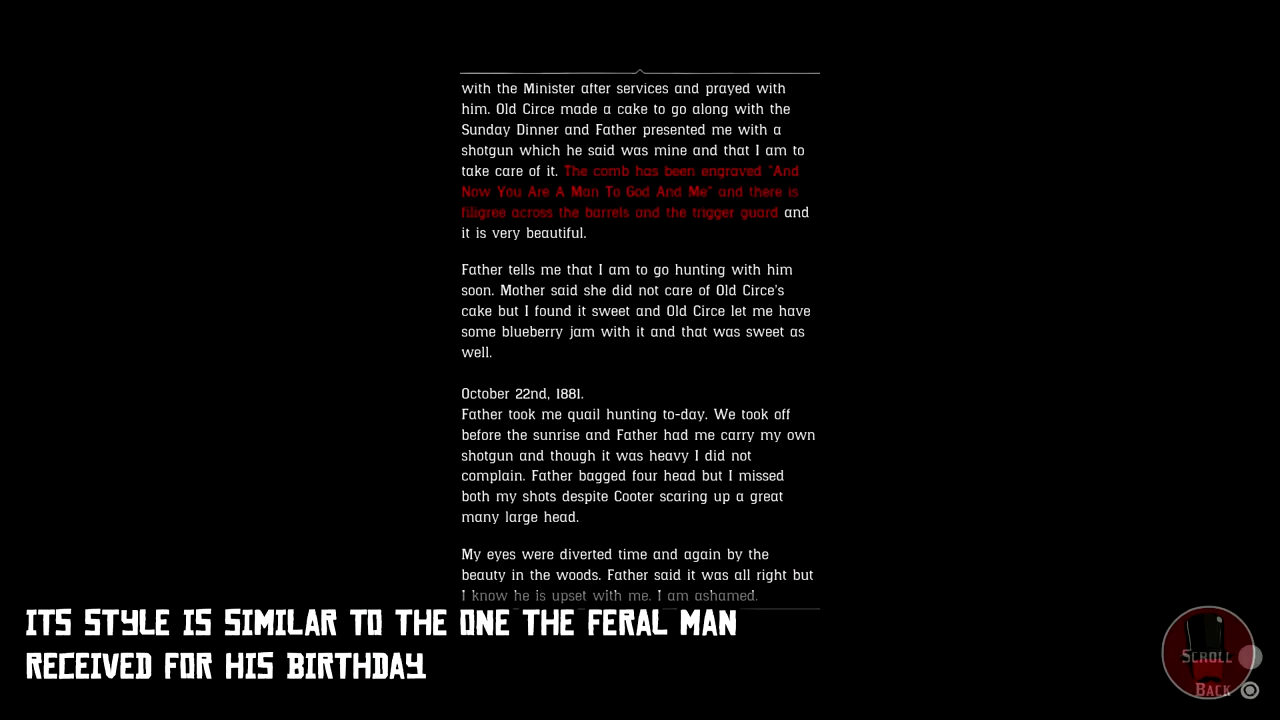 with the Minister after services and prayed with
him. Old Circe made a cake to go along with the
Sunday Dinner and Father presented me with a
shotgun which he said was mine and that I am to
take care of it. The comb has been engraved "And
Now You Are A Man To God And Me" and there is
filigree across the barrels and the trigger guard and
it is very beautiful.
Father tells me that I am to go hunting with him
soon. Mother said she did not care of Old Circe's
cake but I found it sweet and Old Circe let me have
some blueberry jam with it and that was sweet as
well.
October 22nd, 1881.
Father took me quail hunting to-day. We took off
before the sunrise and Father had me carry my own
shotgun and though it was heavy I did not
complain. Father bagged four head but I missed
both my shots despite Cooter scaring up a great
many large head.
My eyes were diverted time and again by the
beauty in the woods. Father said it was all right but
I know he is upset with me. I am ashamed.
ITS STYLE IS SIMILAR TO THE ONE THE FERAL MAN
RECEIVED FOR HIS BIRTHDAY.
SCROLL
BACK